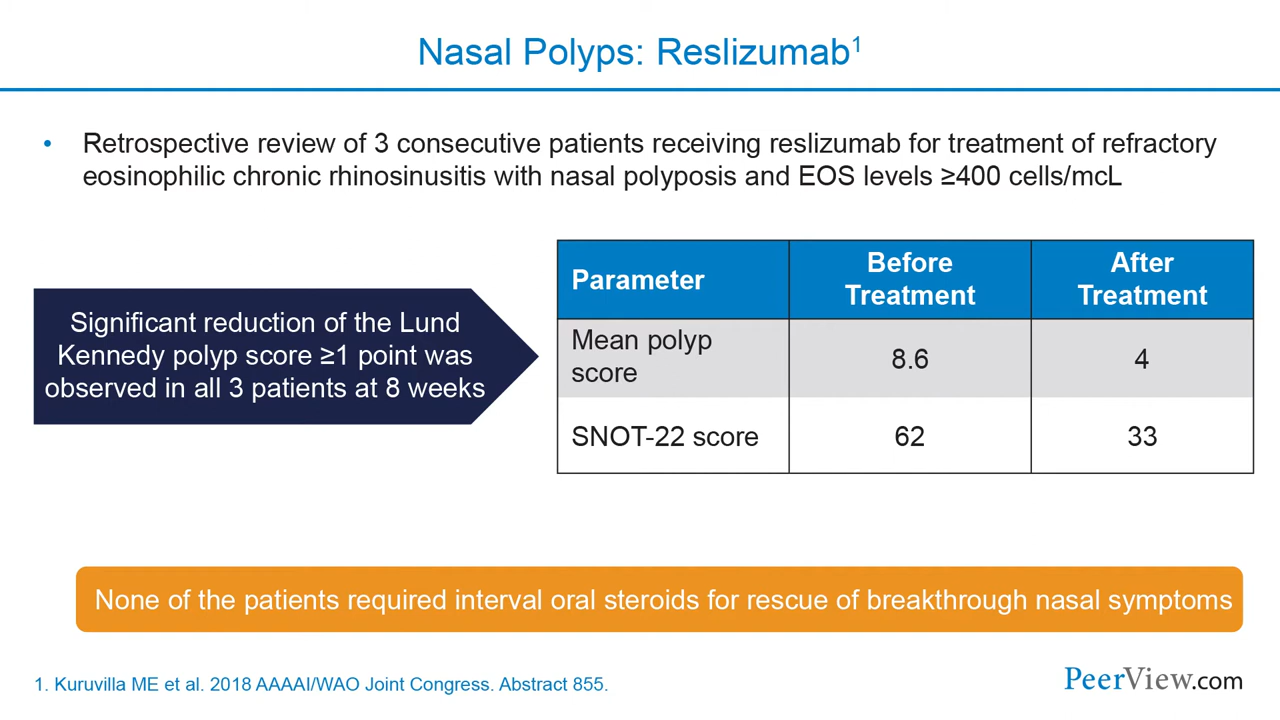 Nasal Polyps: Reslizumab1
• Retrospective review of 3 consecutive patients receiving reslizumab for treatment of refractory
eosinophilic chronic rhinosinusitis with nasal polyposis and EOS levels ≥400 cells/mcL
Significant reduction of the Lund
Kennedy polyp score ≥1 point was
observed in all 3 patients at 8 weeks
Parameter
Before
Treatment
After
Treatment
Mean polyp
score
8.6
4
SNOT-22 score
62
33
None of the patients required interval oral steroids for rescue of breakthrough nasal symptoms
1. Kuruvilla ME et al. 2018 AAAAI/WAO Joint Congress. Abstract 855.
PeerView.com